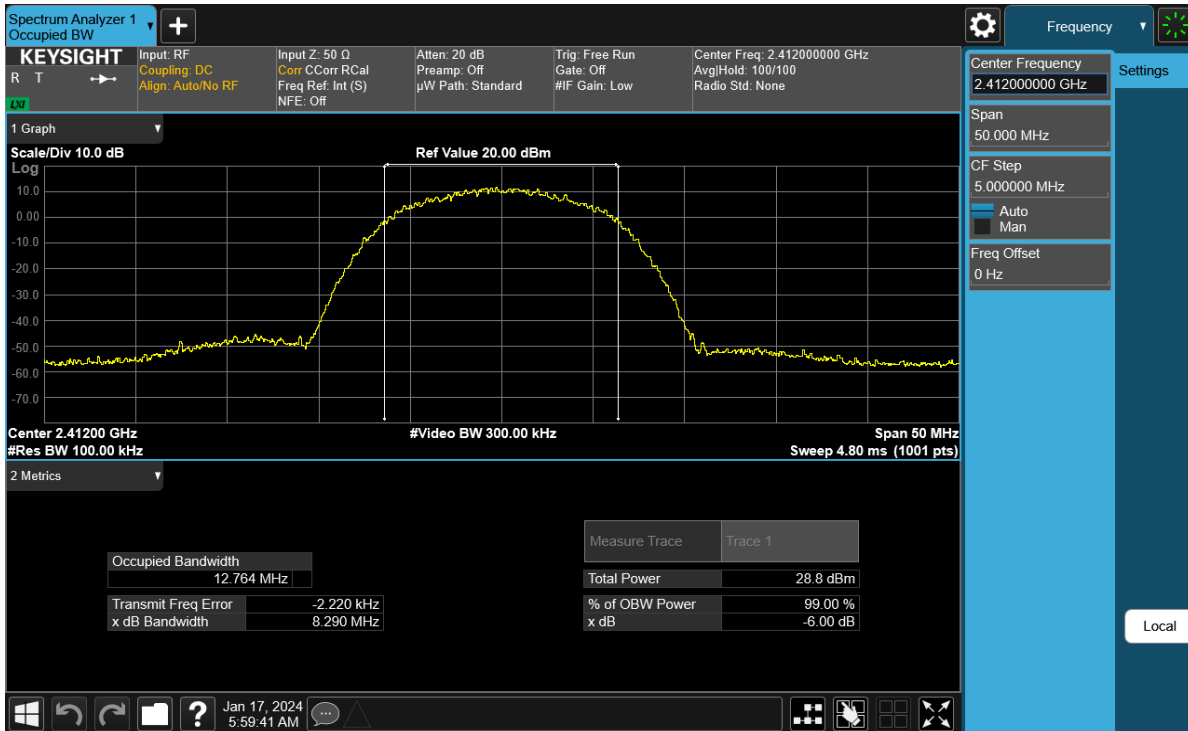 Spectrum Analyzer 1
Occupied BW
+
Frequency
KEYSIGHT
R T
LXI
Input: RF
Coupling: DC
Align: Auto/No RF
Input Z: 50 Ω
Corr CCorr RCal
Freq Ref: Int (S)
NFE: Off
Atten: 20 dB
Preamp: Off
µW Path: Standard
Trig: Free Run
Gate: Off
#IF Gain: Low
Center Freq: 2.412000000 GHz
Avg|Hold: 100/100
Radio Std: None
Center Frequency
2.412000000 GHz
Settings
Span
50.000 MHz
CF Step
5.000000 MHz
Auto
Man
Freq Offset
0 Hz
Local
1 Graph
Scale/Div 10.0 dB
Ref Value 20.00 dBm
Log
10.0
0.00
-10.0
-20.0
-30.0
-40.0
-50.0
-60.0
-70.0
Center 2.41200 GHz
#Video BW 300.00 kHz
Span 50 MHz
#Res BW 100.00 kHz
Sweep 4.80 ms (1001 pts)
2 Metrics
Measure Trace
Trace 1
Occupied Bandwidth
12.764 MHz
Total Power
28.8 dBm
Transmit Freq Error
-2.220 kHz
% of OBW Power
99.00 %
x dB Bandwidth
8.290 MHz
x dB
-6.00 dB
?
Jan 17, 2024
5:59:41 AM